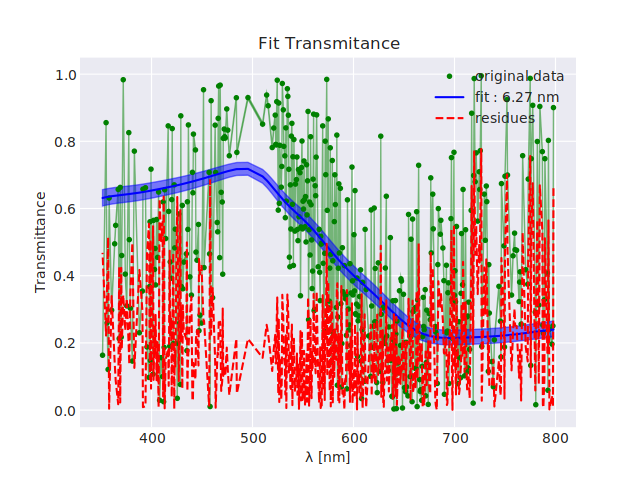 Fit Transmitance
1.0
0.8
0.6
0.4
0.2
0.0
Transmittance
original data
fit : 6.27 nm
residues
400
500
600
700
800
λ [nm]